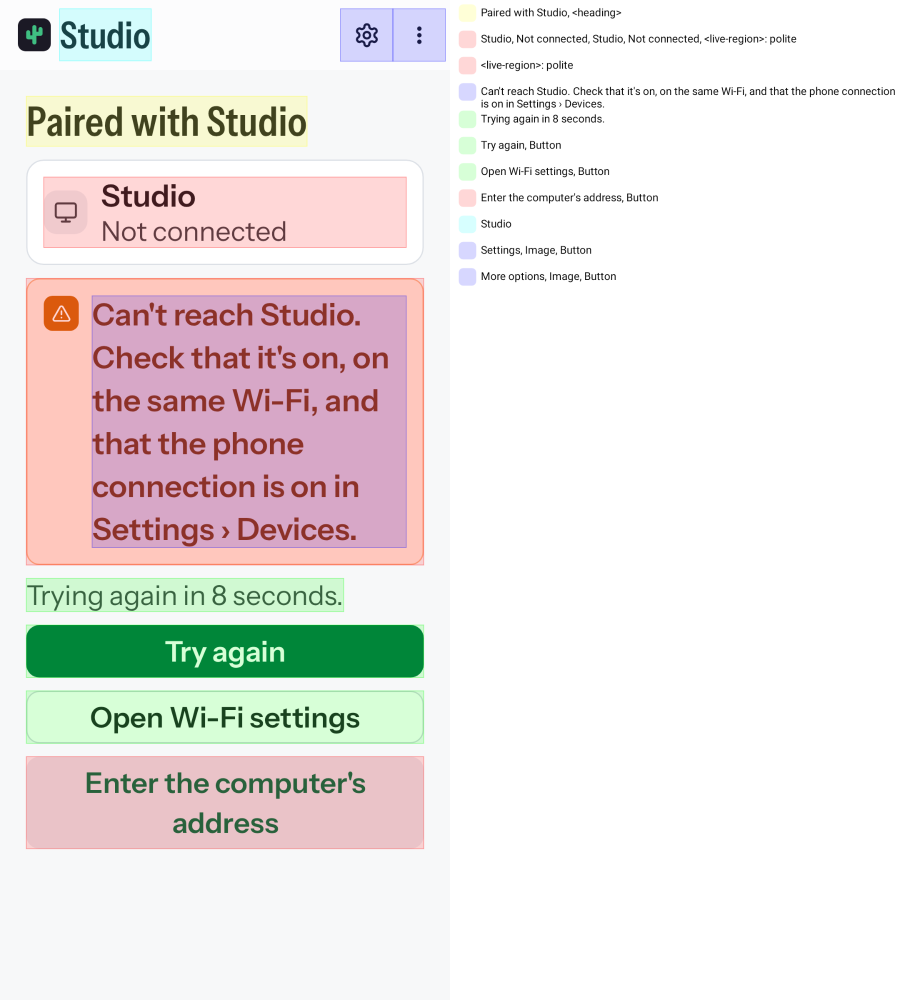 Studio
Paired with Studio
Studio
Not connected
Can't reach Studio.
Check that it's on, on
the same Wi-Fi, and
that the phone
connection is on in
Settings › Devices.
Trying again in 8 seconds.
Try again
Open Wi-Fi settings
Enter the computer's
address
Paired with Studio, <heading>
Studio, Not connected, Studio, Not connected, <live-region>: polite
<live-region>: polite
Can't reach Studio. Check that it's on, on the same Wi-Fi, and that the phone connection
is on in Settings › Devices.
Trying again in 8 seconds.
Try again, Button
Open Wi-Fi settings, Button
Enter the computer's address, Button
Studio
Settings, Image, Button
More options, Image, Button